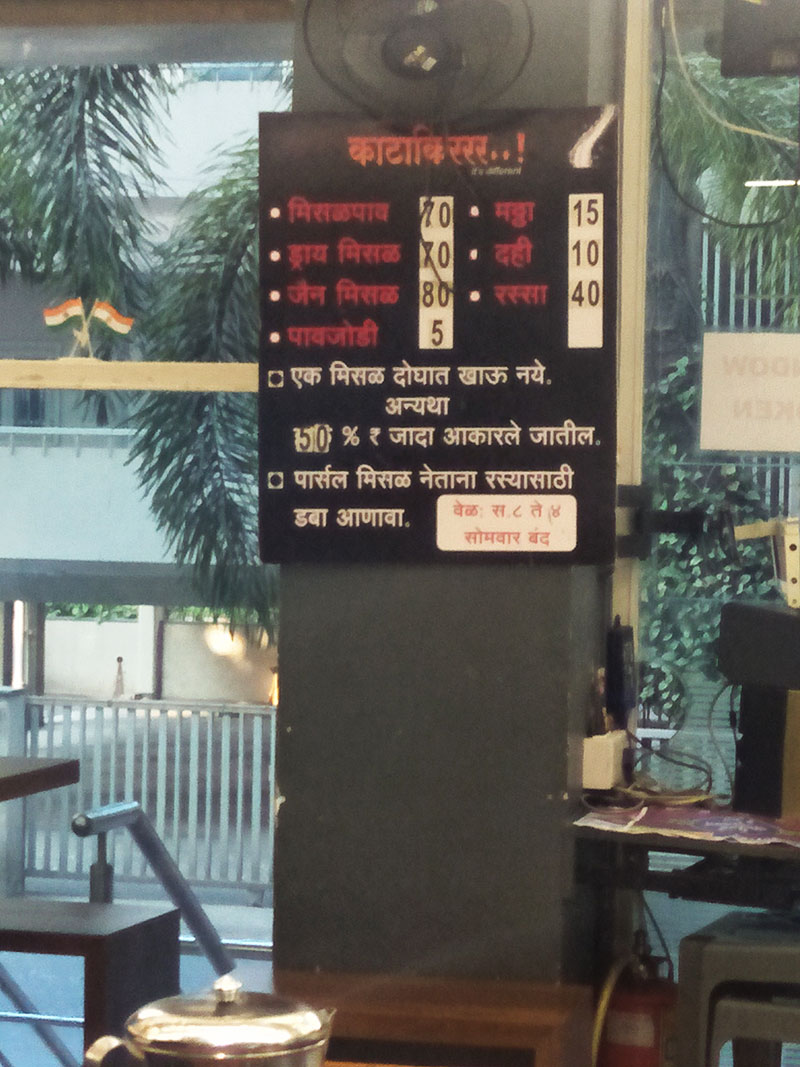 काटाकिररर..!
it's different
• मिसळपाव 70
• ड्राय मिसळ 70
• जैन मिसळ 80
• पावजोडी 5
• मठ्ठा 15
• दही 10
• रस्सा 40
एक मिसळ दोघात खाऊ नये.
अन्यथा
50 % ₹ जादा आकारले जातील.
पार्सल मिसळ नेताना रस्यासाठी
डबा आणावा.
वेळ: स.८ ते ४
सोमवार बंद